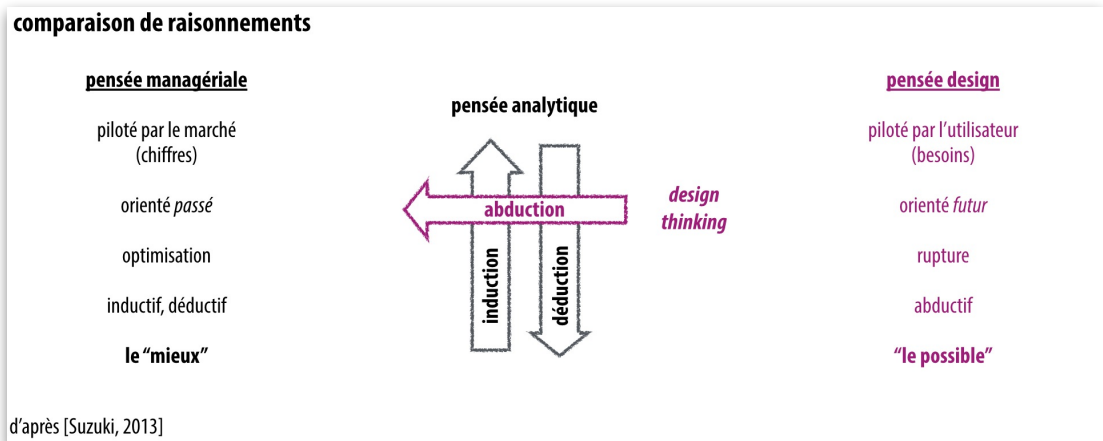 comparaison de raisonnements
pensée managériale
piloté par le marché
(chiffres)
orienté passé
optimisation
inductif, déductif
le “mieux”
pensée analytique
abduction
induction
déduction
design
thinking
pensée design
piloté par l’utilisateur
(besoins)
orienté futur
rupture
abductif
“le possible”
d’après [Suzuki, 2013]